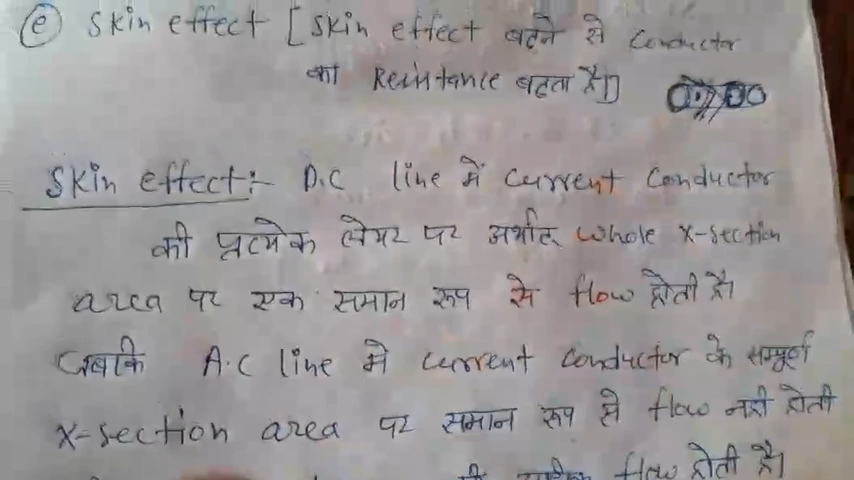 (e) Skin effect [Skin effect बढ़ने से conductor
का Resistance बढ़ता है।]
Skin effect:- D.C line में current conductor
की प्रत्येक लेयर पर अर्थात् whole x-section
area पर एक समान रूप से flow होती है।
जबकि A.C line मे current conductor के सम्पूर्ण
x-section area पर समान रूप से flow नही होती
flow होती है।